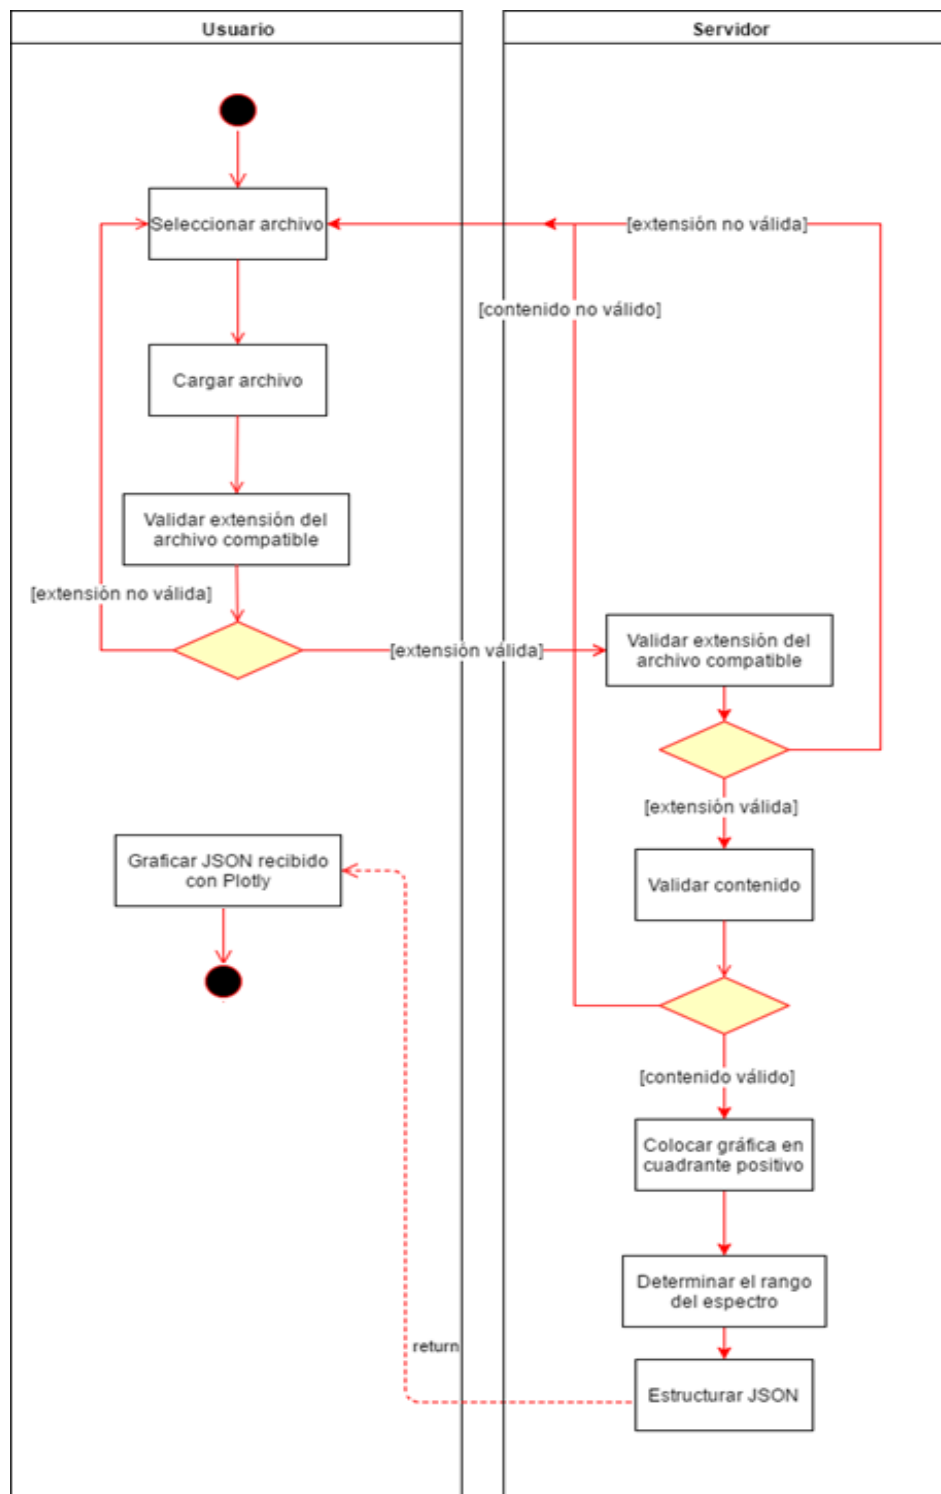 Usuario
Servidor
Seleccionar archivo
[extensión no válida]
[contenido no válido]
Cargar archivo
Validar extensión del
archivo compatible
[extensión no válida]
[extensión válida]
Validar extensión del
archivo compatible
[extensión válida]
Graficar JSON recibido
con Plotly
Validar contenido
[contenido válido]
Colocar gráfica en
cuadrante positivo
Determinar el rango
del espectro
return
Estructurar JSON